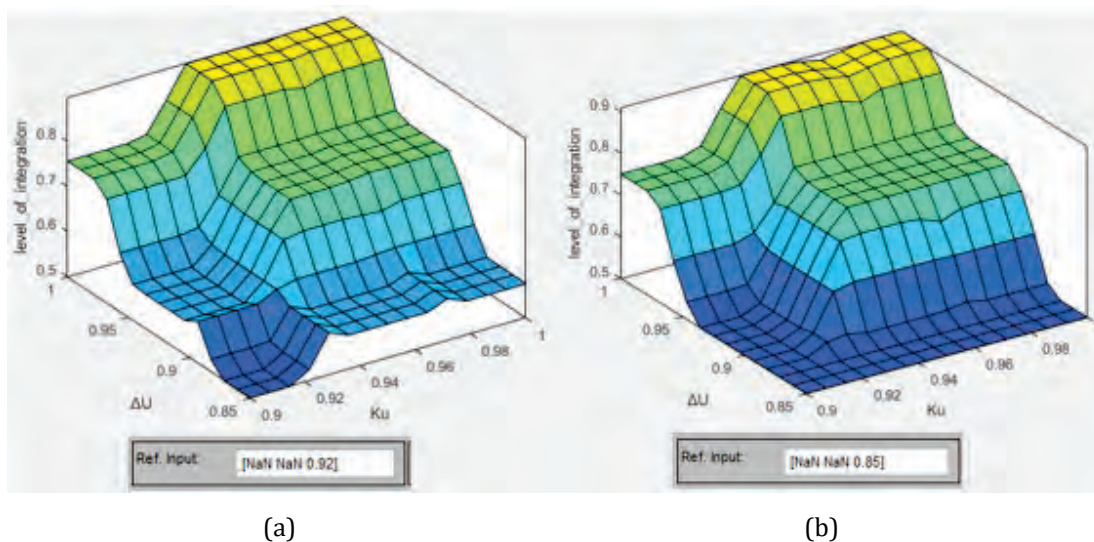 level_of_integration
0.8
0.7
0.6
0.5
1
0.95
0.9
0.85
ΔU
0.9
0.92
0.94
0.96
0.98
1
Ku
Ref. Input: [NaN NaN 0.92]
(a)
level_of_integration
0.9
0.8
0.7
0.6
0.5
1
0.95
0.9
0.85
ΔU
0.9
0.92
0.94
0.96
0.98
Ku
Ref. Input: [NaN NaN 0.85]
(b)